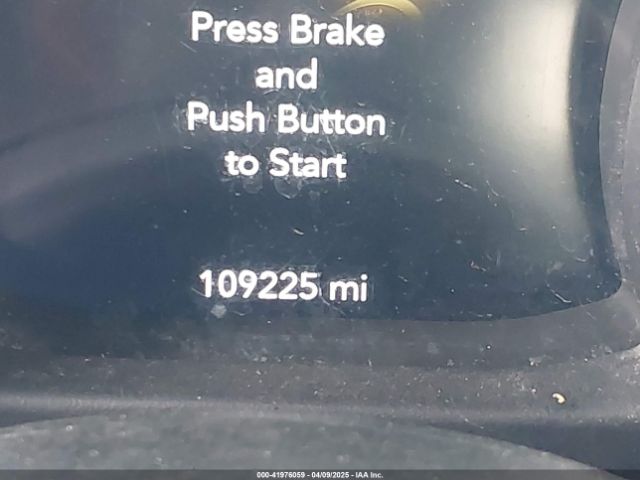 Press Brake
and
Push Button
to Start
109225 mi
000-41976059 - 04/09/2025 - IAA Inc.